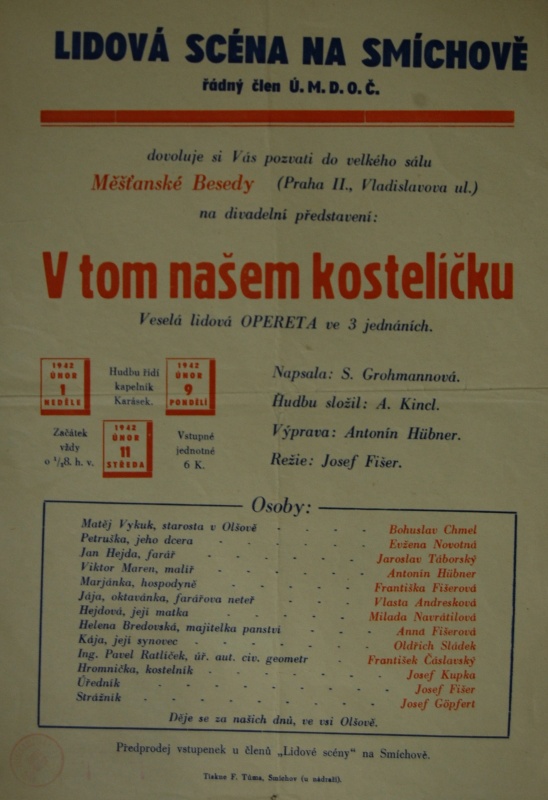 LIDOVÁ SCÉNA NA SMÍCHOVĚ
řádný člen Ú. M. D. O. Č.
dovoluje si Vás pozvati do velkého sálu
Měšťanské Besedy (Praha II., Vladislavova ul.)
na divadelní představení:
V tom našem kostelíčku
Veselá lidová OPERETA ve 3 jednáních.
1942
ÚNOR
1
NEDĚLE
Hudbu řídí
kapelník
Karásek.
1942
ÚNOR
9
PONDĚLÍ
Začátek
vždy
o ½8. h. v.
1942
ÚNOR
11
STŘEDA
Vstupné
jednotné
6 K.
Napsala: S. Grohmannová.
Hudbu složil: A. Kincl.
Výprava: Antonín Hübner.
Režie: Josef Fišer.
Osoby:
Matěj Vykuk, starosta v Olšově - - - - Bohuslav Chmel
Petruška, jeho dcera - - - - - Evžena Novotná
Jan Hejda, farář - - - - - - Jaroslav Táborský
Viktor Maren, malíř - - - - - Antonín Hübner
Marjánka, hospodyně - - - - - Františka Fišerová
Jája, oktavánka, farářova neteř - - - - Vlasta Andresková
Hejdová, její matka - - - - - Milada Navrátilová
Helena Bredovská, majitelka panství - - - Anna Fišerová
Kája, její synovec - - - - - - Oldřich Sládek
Ing. Pavel Ratlíček, úř. aut. civ. geometr - František Čáslavský
Hromnička, kostelník - - - - - Josef Kupka
Úředník - - - - - - - Josef Fišer
Strážník - - - - - - - Josef Göpfert
Děje se za našich dnů, ve vsi Olšově.
Předprodej vstupenek u členů „Lidové scény" na Smíchově.
Tiskne F. Tůma, Smíchov (u nádraží).